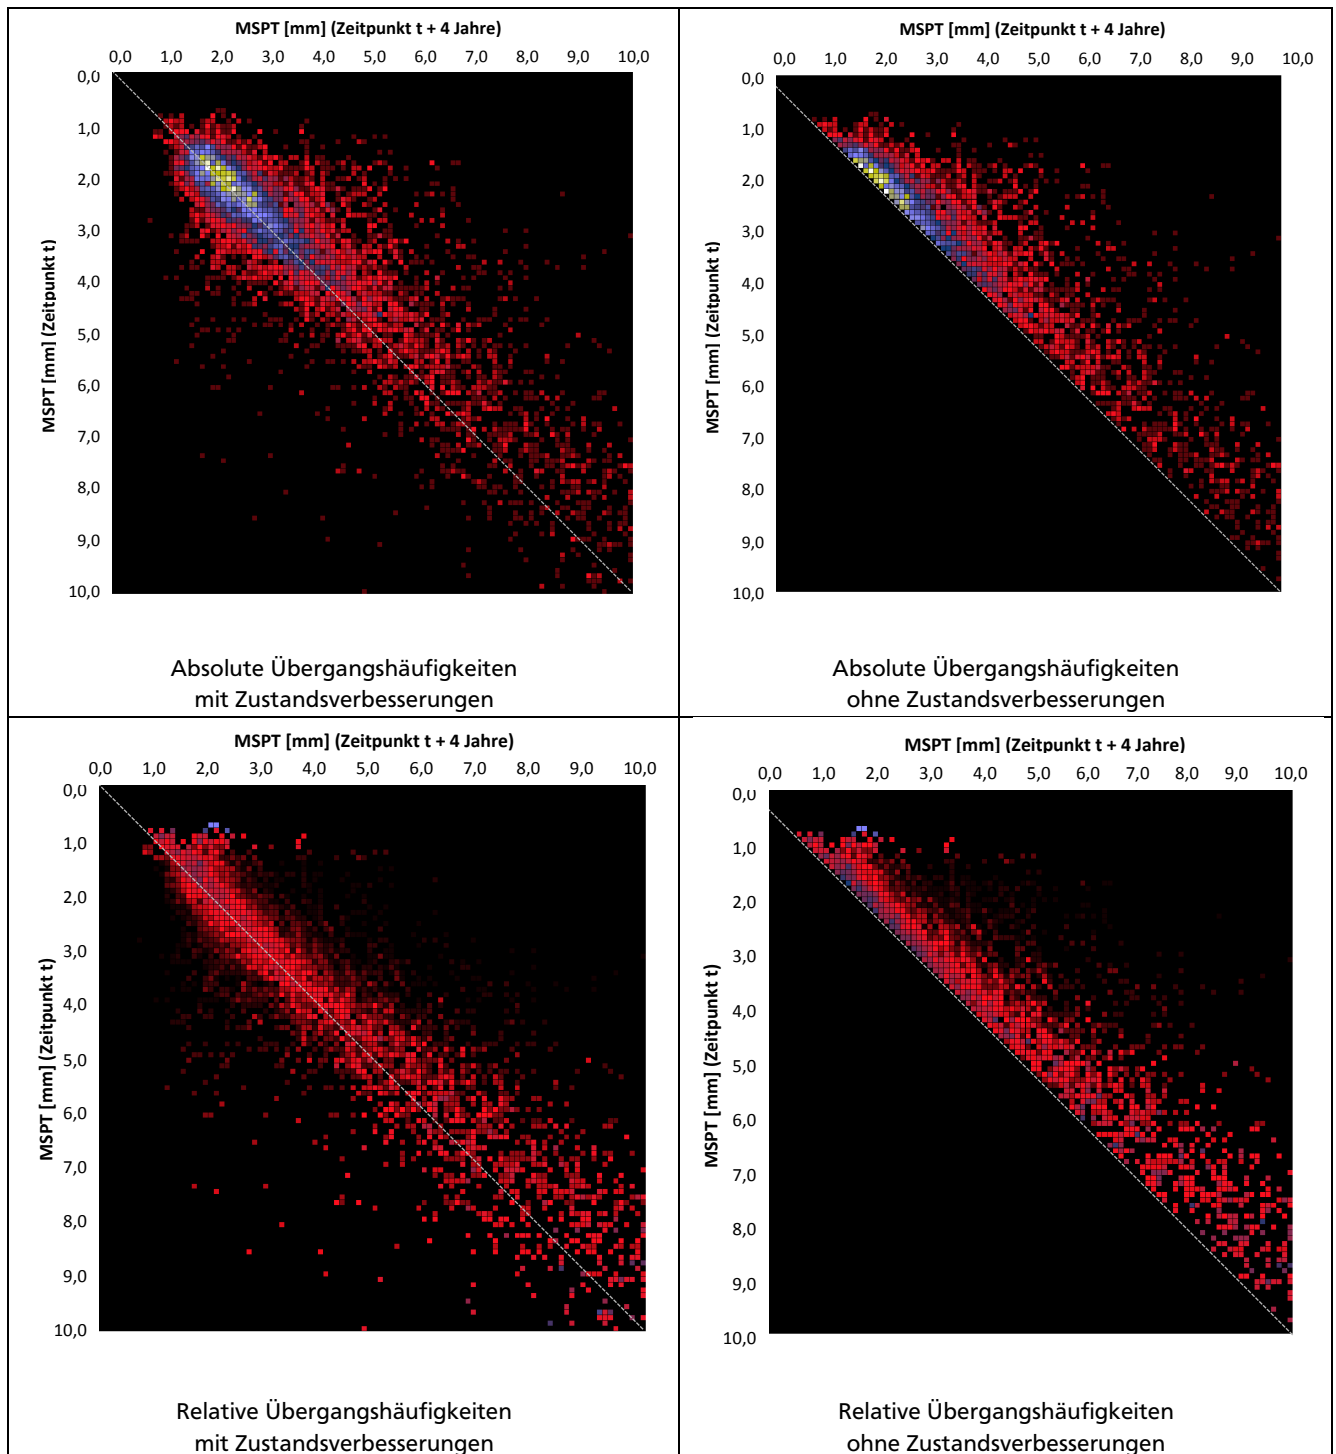 MSPT [mm] (Zeitpunkt t + 4 Jahre)
0,0 1,0 2,0 3,0 4,0 5,0 6,0 7,0 8,0 9,0 10,0
0,0
1,0
2,0
3,0
4,0
5,0
6,0
7,0
8,0
9,0
10,0
MSPT [mm] (Zeitpunkt t)
Absolute Übergangshäufigkeiten
mit Zustandsverbesserungen
MSPT [mm] (Zeitpunkt t + 4 Jahre)
0,0 1,0 2,0 3,0 4,0 5,0 6,0 7,0 8,0 9,0 10,0
0,0
1,0
2,0
3,0
4,0
5,0
6,0
7,0
8,0
9,0
10,0
MSPT [mm] (Zeitpunkt t)
Absolute Übergangshäufigkeiten
ohne Zustandsverbesserungen
MSPT [mm] (Zeitpunkt t + 4 Jahre)
0,0 1,0 2,0 3,0 4,0 5,0 6,0 7,0 8,0 9,0 10,0
0,0
1,0
2,0
3,0
4,0
5,0
6,0
7,0
8,0
9,0
10,0
MSPT [mm] (Zeitpunkt t)
Relative Übergangshäufigkeiten
mit Zustandsverbesserungen
MSPT [mm] (Zeitpunkt t + 4 Jahre)
0,0 1,0 2,0 3,0 4,0 5,0 6,0 7,0 8,0 9,0 10,0
0,0
1,0
2,0
3,0
4,0
5,0
6,0
7,0
8,0
9,0
10,0
MSPT [mm] (Zeitpunkt t)
Relative Übergangshäufigkeiten
ohne Zustandsverbesserungen